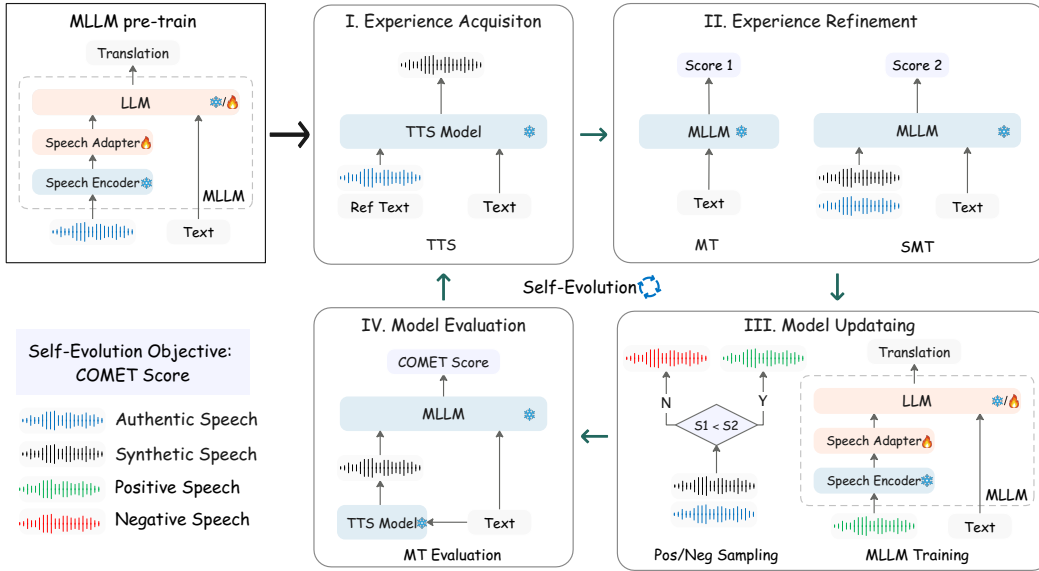 MLLM pre-train
Translation
LLM
/
Speech Adapter
Speech Encoder
MLLM
Text
I. Experience Acquisiton
TTS Model
Ref Text
Text
TTS
II. Experience Refinement
Score 1
MLLM
Text
MT
Score 2
MLLM
Text
SMT
Self-Evolution
III. Model Updataing
N
Y
S1 < S2
Pos/Neg Sampling
Translation
LLM
/
Speech Adapter
Speech Encoder
MLLM
Text
MLLM Training
IV. Model Evaluation
COMET Score
MLLM
TTS Model
Text
MT Evaluation
Self-Evolution Objective:
COMET Score
Authentic Speech
Synthetic Speech
Positive Speech
Negative Speech